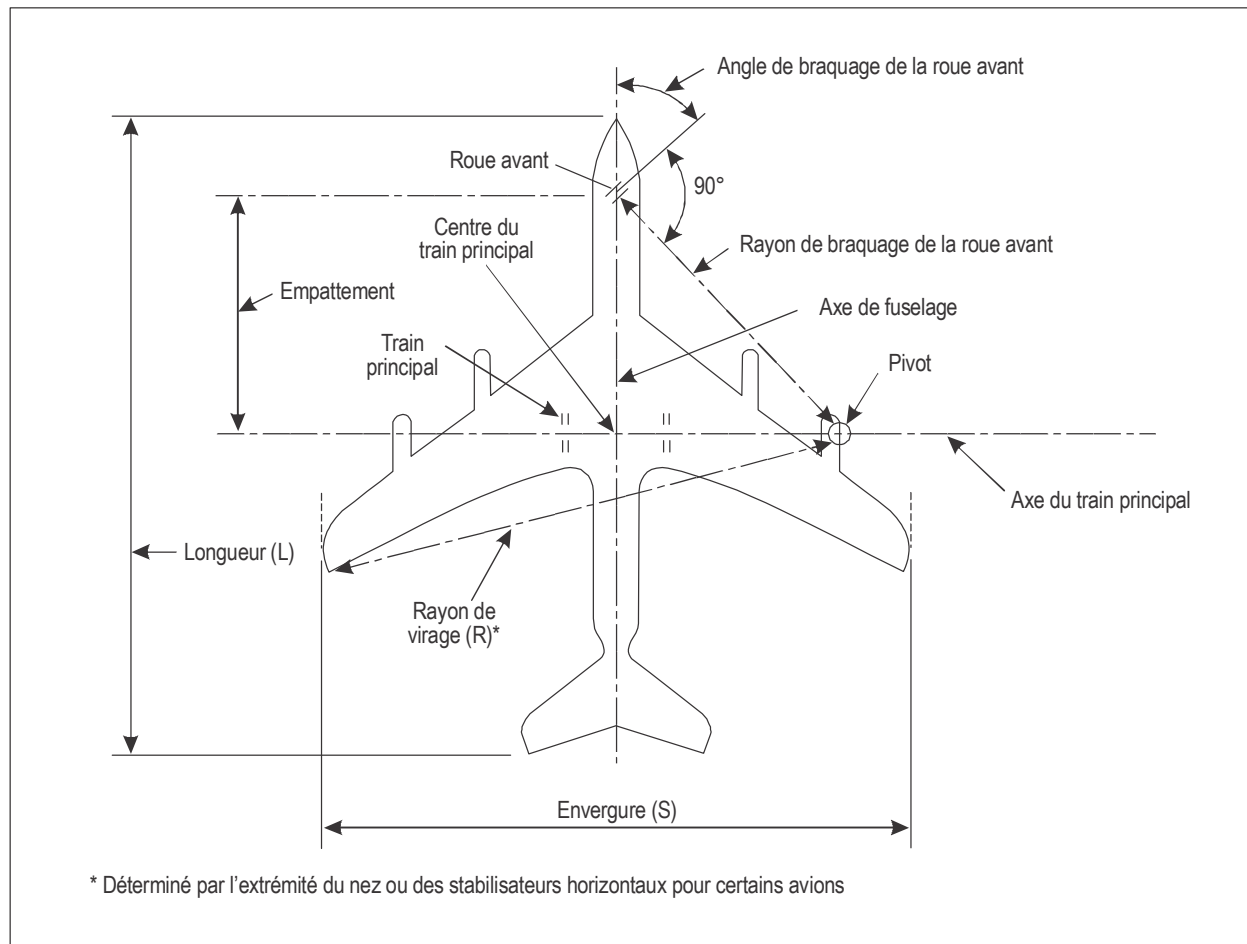 Angle de braquage de la roue avant
Roue avant
90°
Centre du
train principal
Rayon de braquage de la roue avant
Empattement
Axe de fuselage
Train
principal
Pivot
Axe du train principal
Longueur (L)
Rayon de
virage (R)*
Envergure (S)
* Déterminé par l'extrémité du nez ou des stabilisateurs horizontaux pour certains avions